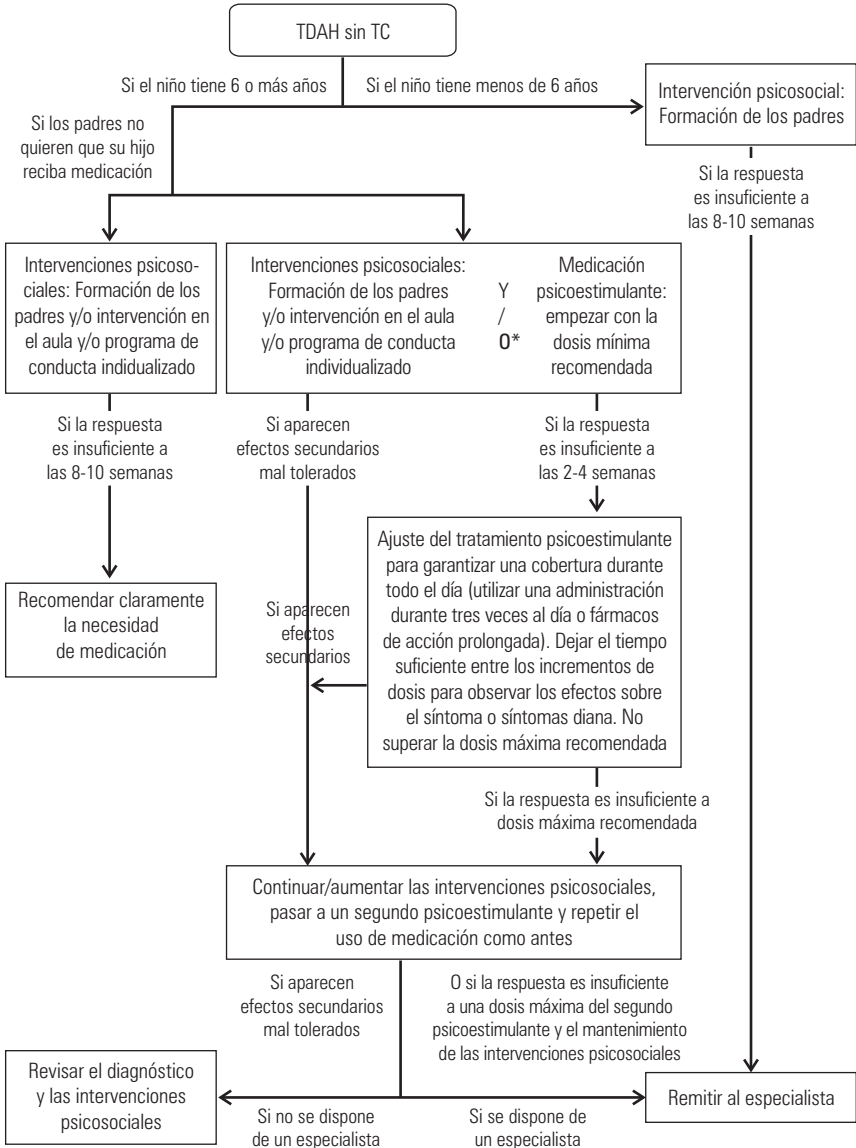 TDAH sin TC
Si el niño tiene 6 o más años
Si el niño tiene menos de 6 años
Intervención psicosocial:
Formación de los padres
Si los padres no
quieren que su hijo
reciba medicación
Si la respuesta
es insuficiente a
las 8-10 semanas
Intervenciones psicoso-
ciales: Formación de los
padres y/o intervención en
el aula y/o programa de
conducta indidualizado
Intervenciones psicosociales:
Formación de los padres
y/o intervención en el aula
y/o programa de conducta
individualizado
Y
/
O*
Medicación
psicoestimulante:
empezar con la
dosis mínima
recomendada
Si la respuesta
es insuficiente a
las 8-10 semanas
Si aparecen
efectos secundarios
mal tolerados
Si la respuesta
es insuficiente a
las 2-4 semanas
Recomendar claramente
la necesidad
de medicación
Si aparecen
efectos
secundarios
Ajuste del tratamiento psicoestimulante
para garantizar una cobertura durante
todo el día (utilizar una administración
durante tres veces al día o fármacos
de acción prolongada). Dejar el tiempo
suficiente entre los incrementos de
dosis para observar los efectos sobre
el síntoma o síntomas diana. No
superar la dosis máxima recomendada
Si la respuesta es insuficiente a
dosis máxima recomendada
Continuar/aumentar las intervenciones psicosociales,
pasar a un segundo psicoestimulante y repetir el
uso de medicación como antes
Si aparecen
efectos secundarios
mal tolerados
O si la respuesta es insuficiente
a una dosis máxima del segundo
psicoestimulante y el mantenimiento
de las intervenciones psicosociales
Revisar el diagnóstico
y las intervenciones
psicosociales
Si no se dispone
de un especialista
Si se dispone de
un especialista
Remitir al especialista